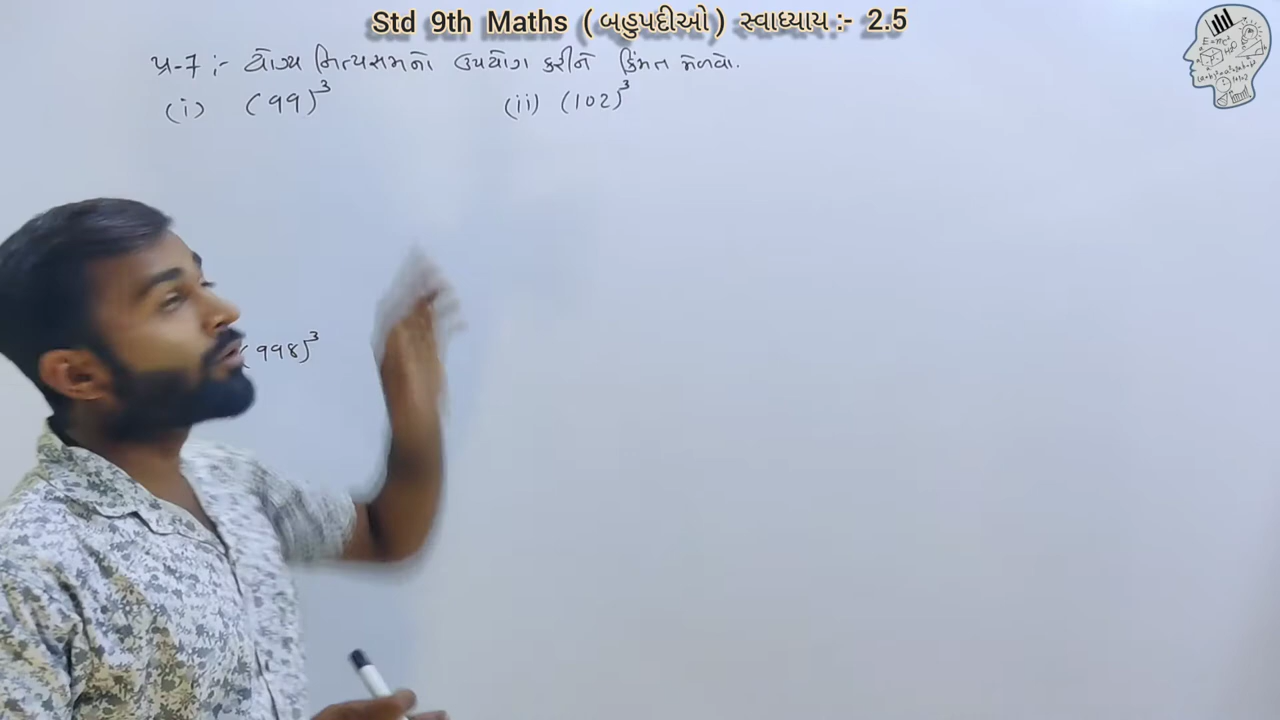 Std 9th Maths ( બહુપદીઓ ) સ્વાધ્યાય :- 2.5
પ્ર-7 :- યોગ્ય નિત્યસમનો ઉપયોગ કરીને કિંમત મેળવો.
(i) (99)³ (ii) (102)³
(998)³